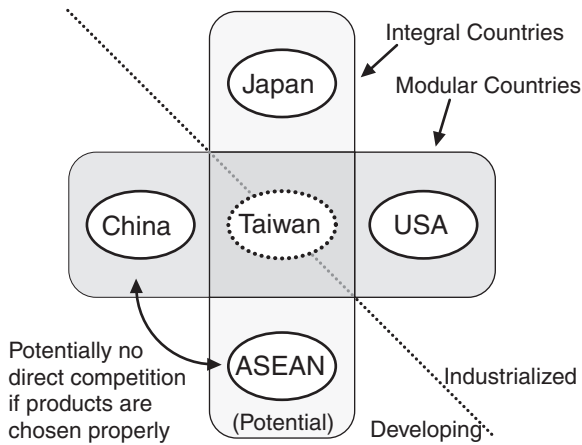 Integral Countries
Japan
Modular Countries
China
Taiwan
USA
Potentially no
direct competition
if products are
chosen properly
ASEAN
(Potential)
Industrialized
Developing